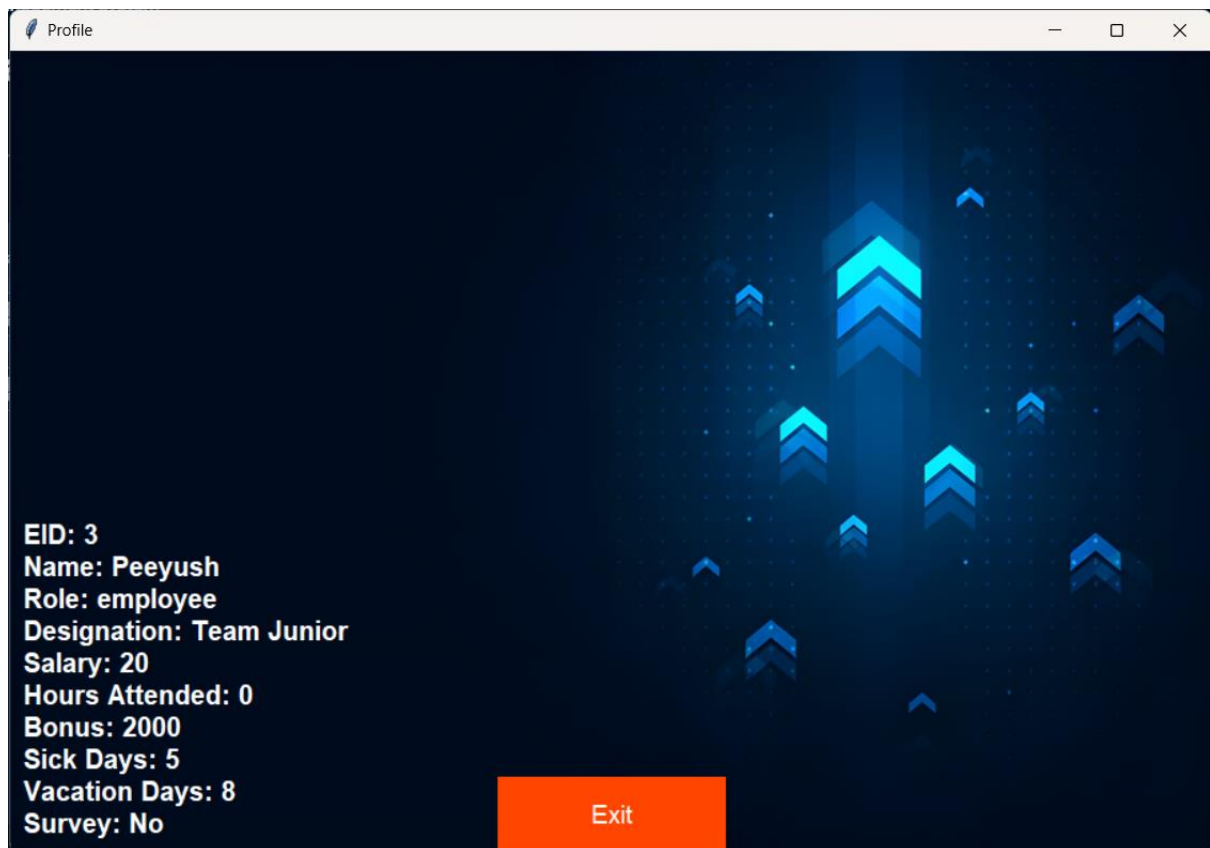 Profile
EID: 3
Name: Peeyush
Role: employee
Designation: Team Junior
Salary: 20
Hours Attended: 0
Bonus: 2000
Sick Days: 5
Vacation Days: 8
Survey: No
Exit